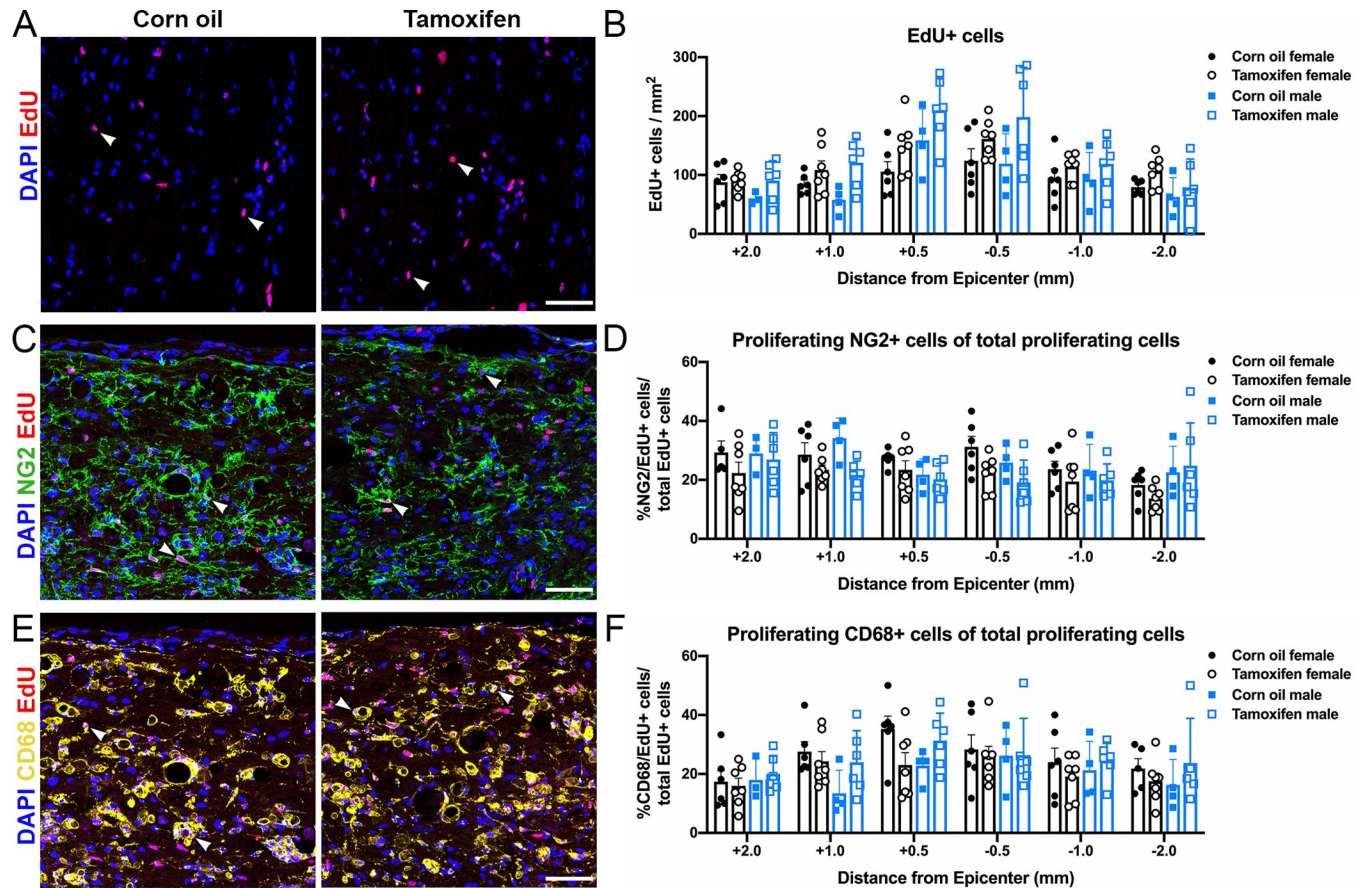 A
Corn oil
Tamoxifen
DAPI EdU
B
EdU+ cells
EdU+ cells / mm²
300
200
100
0
+2.0 +1.0 +0.5 -0.5 -1.0 -2.0
Distance from Epicenter (mm)
Corn oil female
Tamoxifen female
Corn oil male
Tamoxifen male
C
DAPI NG2 EdU
D
Proliferating NG2+ cells of total proliferating cells
%NG2/EdU+ cells/
total EdU+ cells
60
40
20
0
+2.0 +1.0 +0.5 -0.5 -1.0 -2.0
Distance from Epicenter (mm)
Corn oil female
Tamoxifen female
Corn oil male
Tamoxifen male
E
DAPI CD68 EdU
F
Proliferating CD68+ cells of total proliferating cells
%CD68/EdU+ cells/
total EdU+ cells
60
40
20
0
+2.0 +1.0 +0.5 -0.5 -1.0 -2.0
Distance from Epicenter (mm)
Corn oil female
Tamoxifen female
Corn oil male
Tamoxifen male